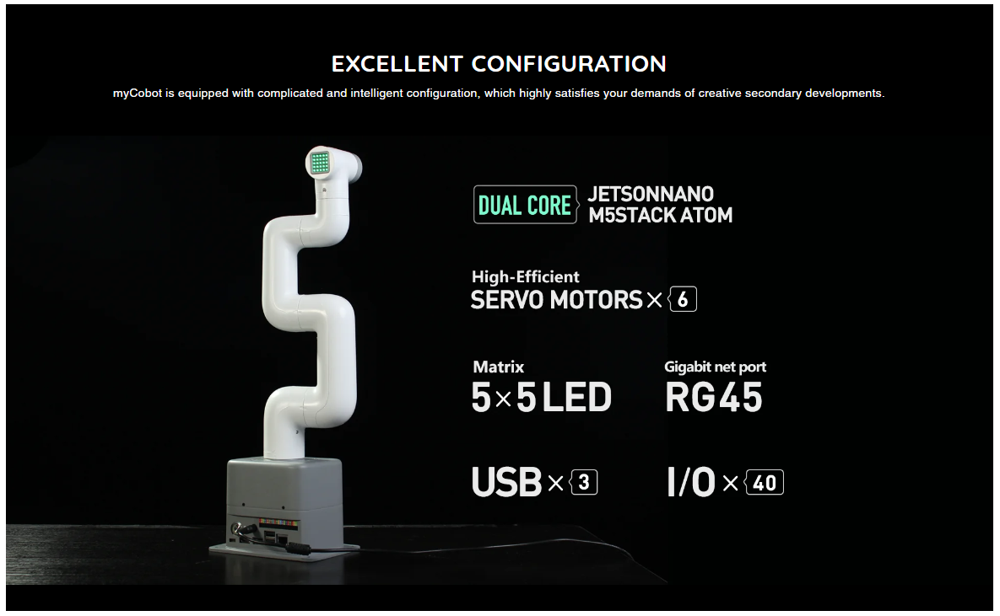 EXCELLENT CONFIGURATION
myCobot is equipped with complicated and intelligent configuration, which highly satisfies your demands of creative secondary developments.
DUAL CORE JETSONNANO
M5STACK ATOM
High-Efficient
SERVO MOTORS × 6
Matrix
5×5 LED
Gigabit net port
RG45
USB × 3
I/O × 40